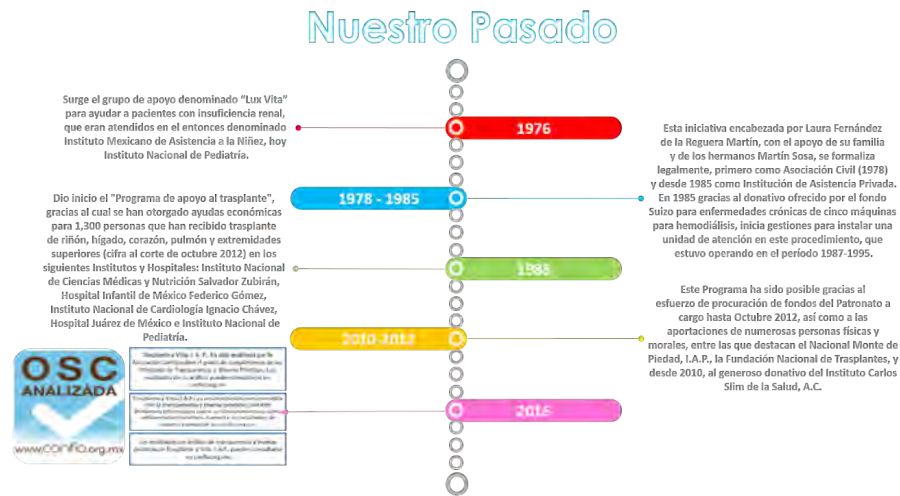 Nuestro Pasado
Surge el grupo de apoyo denominado “Lux Vita”
para ayudar a pacientes con insuficiencia renal,
que eran atendidos en el entonces denominado
Instituto Mexicano de Asistencia a la Niñez, hoy
Instituto Nacional de Pediatría.
1976
Esta iniciativa encabezada por Laura Fernández
de la Reguera Martín, con el apoyo de su familia
y de los hermanos Martín Sosa, se formaliza
legalmente, primero como Asociación Civil (1978)
y desde 1985 como Institución de Asistencia Privada.
En 1985 gracias al donativo ofrecido por el fondo
Suizo para enfermedades crónicas de cinco máquinas
para hemodiálisis, inicia gestiones para instalar una
unidad de atención en este procedimiento, que
estuvo operando en el período 1987-1995.
1978 - 1985
Dio inicio el "Programa de apoyo al trasplante",
gracias al cual se han otorgado ayudas económicas
para 1,300 personas que han recibido trasplante
de riñón, hígado, corazón, pulmón y extremidades
superiores (cifra al corte de octubre 2012) en los
siguientes Institutos y Hospitales: Instituto Nacional
de Ciencias Médicas y Nutrición Salvador Zubirán,
Hospital Infantil de México Federico Gómez,
Instituto Nacional de Cardiología Ignacio Chávez,
Hospital Juárez de México e Instituto Nacional de
Pediatría.
Este Programa ha sido posible gracias al
esfuerzo de procuración de fondos del Patronato a
cargo hasta Octubre 2012, así como a las
aportaciones de numerosas personas físicas y
morales, entre las que destacan el Nacional Monte de
Piedad, I.A.P., la Fundación Nacional de Trasplantes, y
desde 2010, al generoso donativo del Instituto Carlos
Slim de la Salud, A.C.
2010-2012
OSC
ANALIZADA
www.confio.org.mx
2016